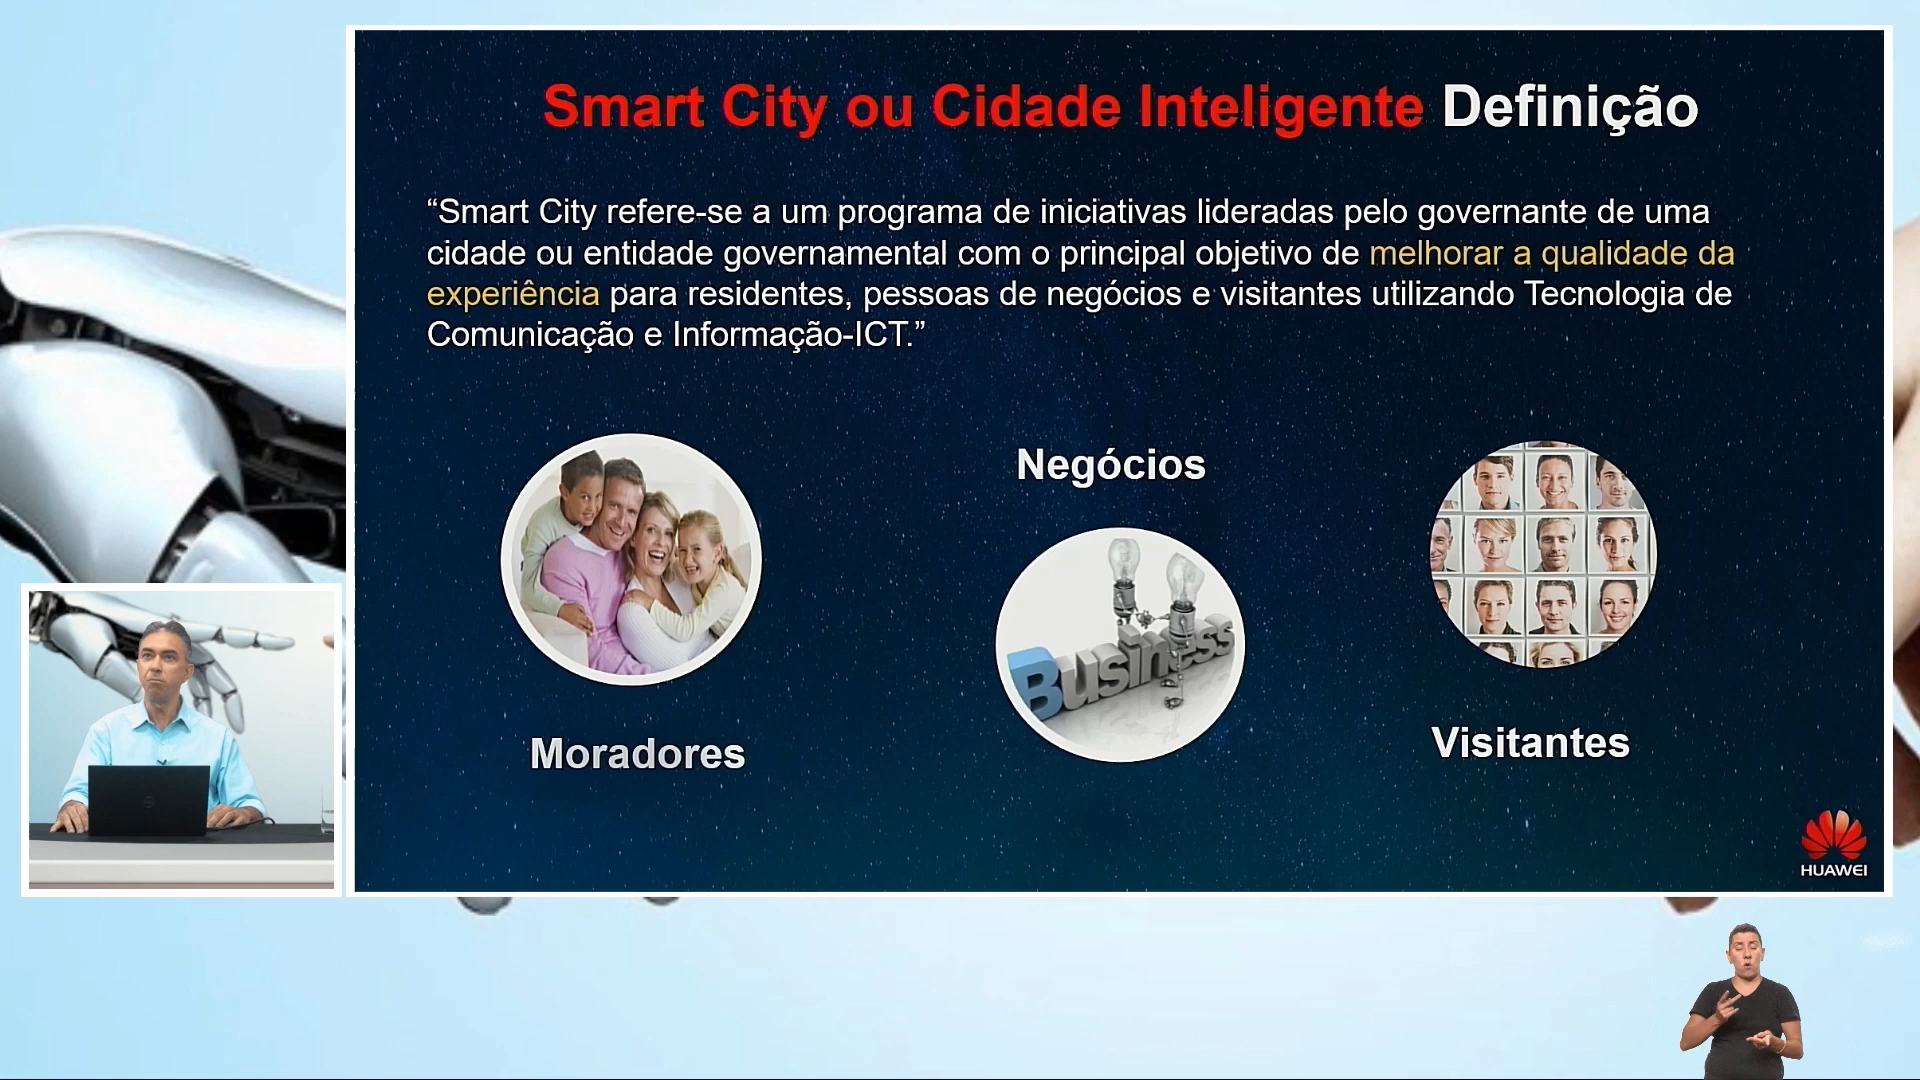 Smart City ou Cidade Inteligente Definição
“Smart City refere-se a um programa de iniciativas lideradas pelo governante de uma
cidade ou entidade governamental com o principal objetivo de melhorar a qualidade da
experiência para residentes, pessoas de negócios e visitantes utilizando Tecnologia de
Comunicação e Informação-ICT.”
Negócios
Business
Moradores
Visitantes
HUAWEI